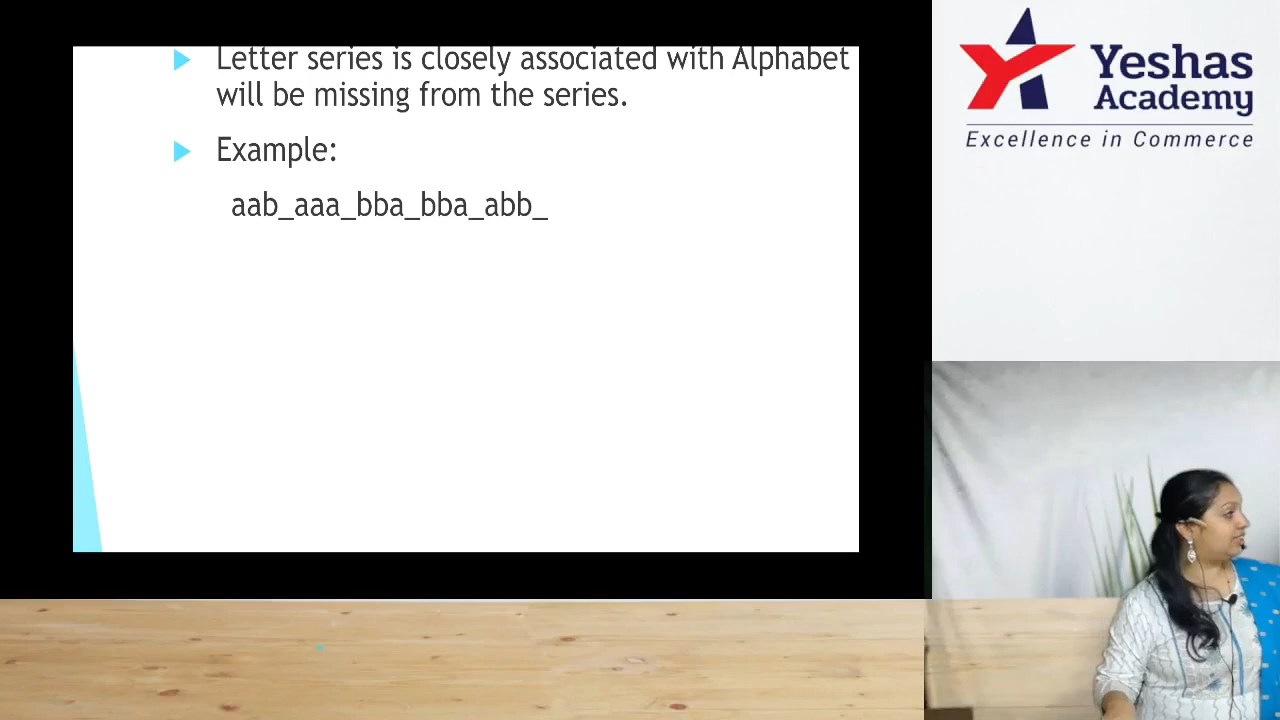 Letter series is closely associated with Alphabet
will be missing from the series.
Example:
aab_aaa_bba_bba_abb_
Yeshas
Academy
Excellence in Commerce